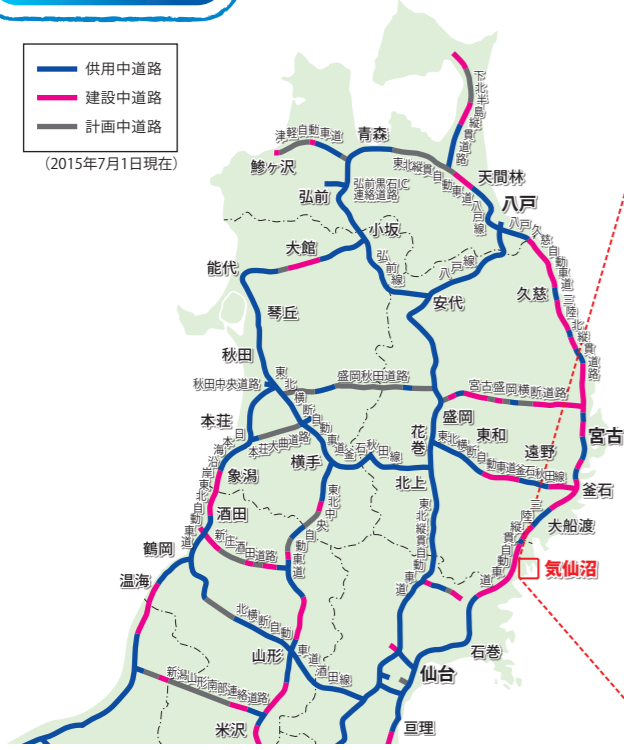 供用中道路
建設中道路
計画中道路
（2015年7月1日現在）
下北半島縦貫道路
津軽自動車道
青森
鰺ヶ沢
東北縦貫自動車道八戸線
天間林
弘前黒石IC
連絡道路
弘前
八戸
小坂
八戸久慈自動車道
大館
弘前線
八戸線
能代
安代
久慈
三陸北縦貫道路
琴丘
秋田
秋田中央道路
東北横断自動車道釜石秋田線
盛岡秋田道路
宮古盛岡横断道路
本荘
盛岡
本荘大曲道路
花巻
東和
宮古
日本海沿岸東北自動車道
横手
東北横断自動車道釜石秋田線
遠野
象潟
北上
釜石
東北中央自動車道
東北縦貫自動車道
三陸縦貫自動車道
酒田
大船渡
新庄酒田道路
鶴岡
気仙沼
温海
北横断自動車道酒田線
山形
石巻
仙台
新潟山形南部連絡道路
米沢
亘理